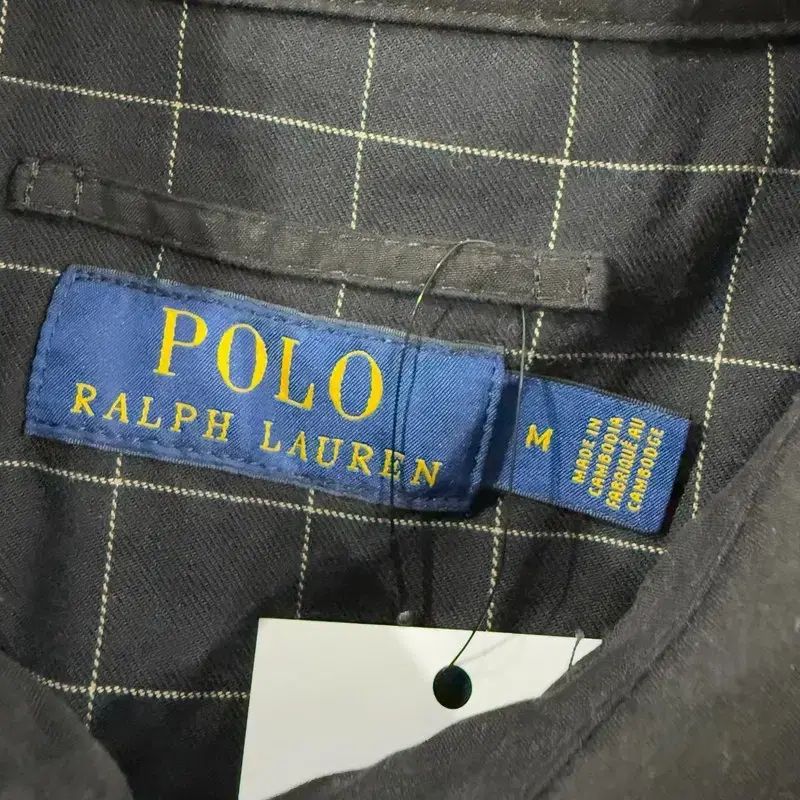 POLO
RALPH LAUREN
M
MADE IN
CAMBODIA
FABRIQUÉ AU
CAMBODGE